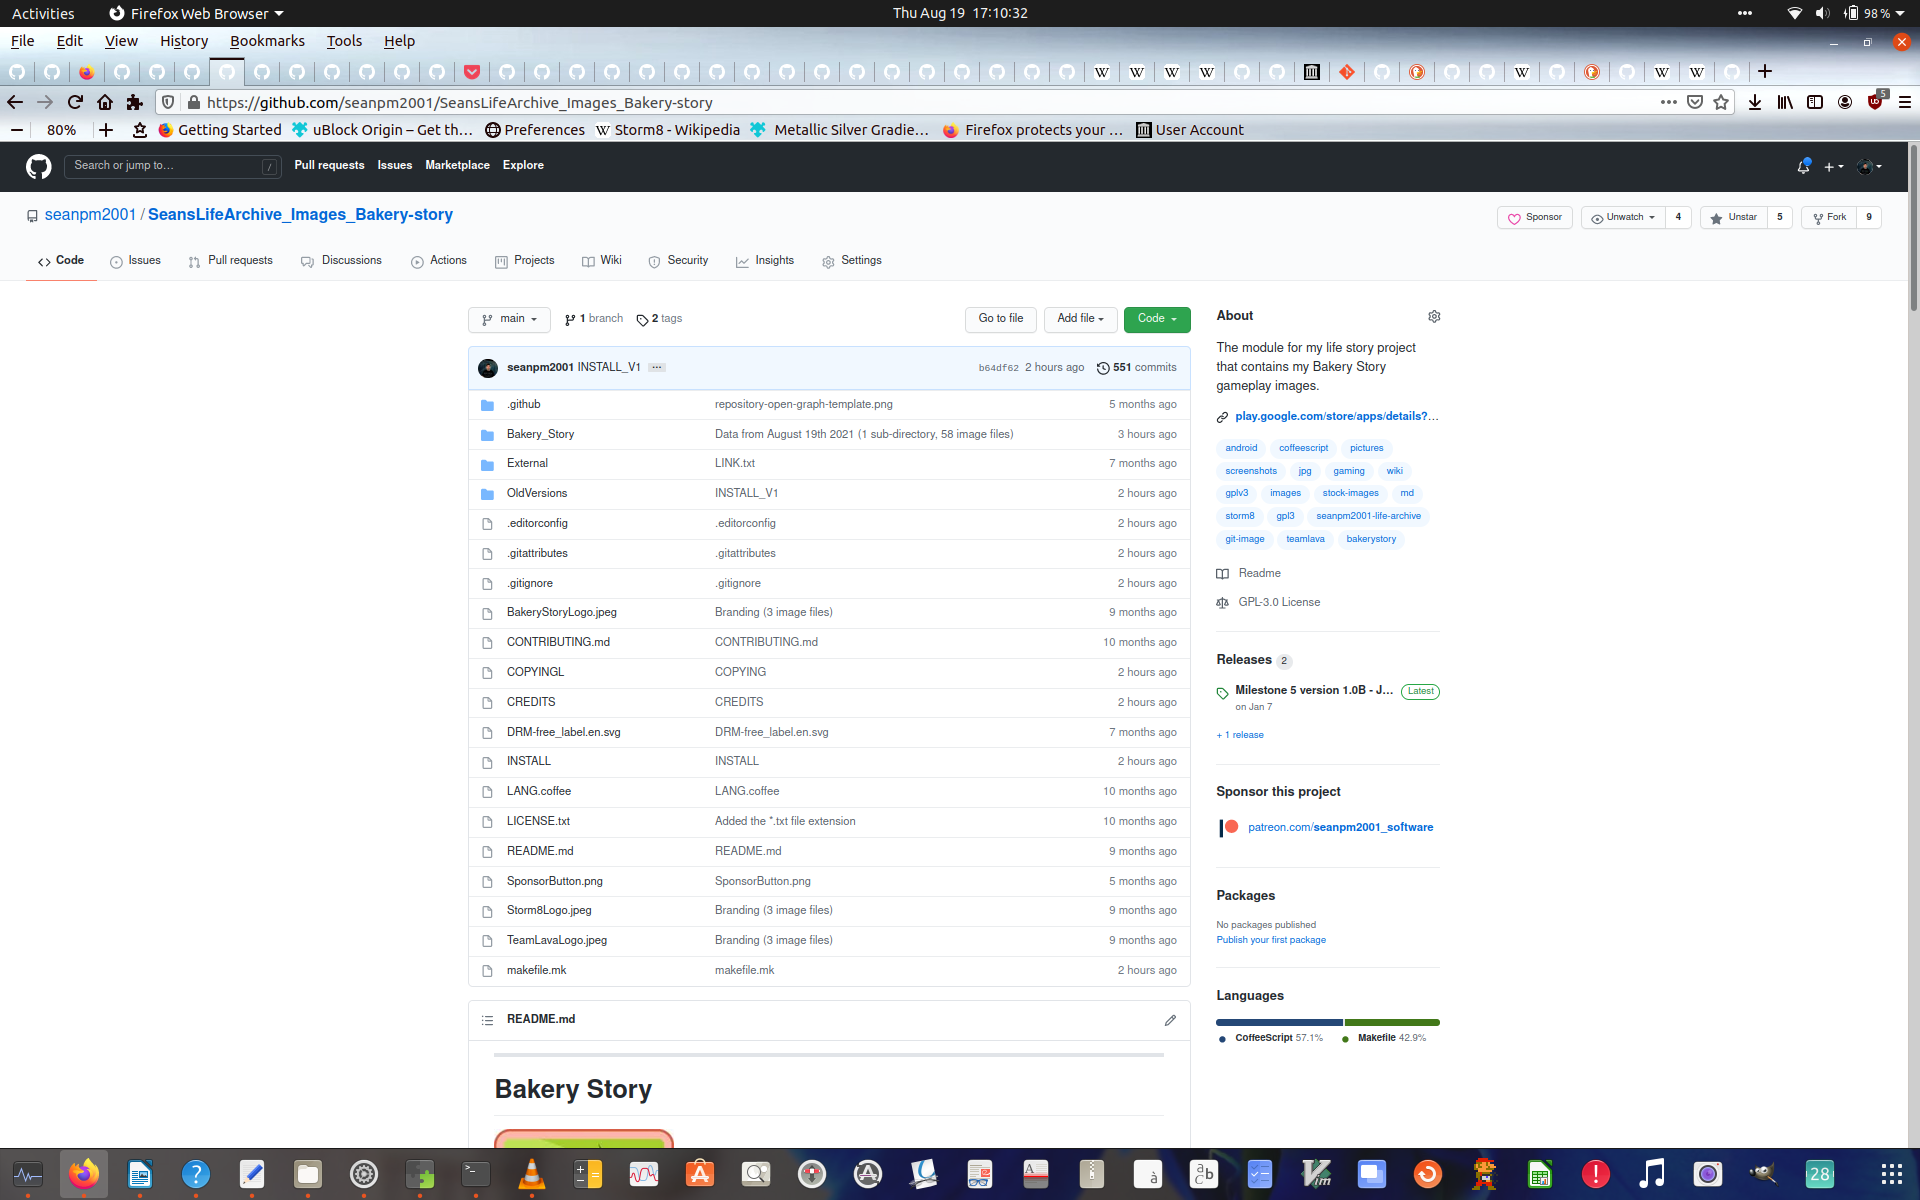 Activities Firefox Web Browser Thu Aug 19 17:10:32 98 %
File Edit View History Bookmarks Tools Help
https://github.com/seanpm2001/SeansLifeArchive_Images_Bakery-story 5
80% Getting Started uBlock Origin – Get th… Preferences Storm8 - Wikipedia Metallic Silver Gradie… Firefox protects your … User Account
Search or jump to… / Pull requests Issues Marketplace Explore
seanpm2001 / SeansLifeArchive_Images_Bakery-story Sponsor Unwatch 4 Unstar 5 Fork 9
Code Issues Pull requests Discussions Actions Projects Wiki Security Insights Settings
main 1 branch 2 tags Go to file Add file Code
seanpm2001 INSTALL_V1 … b64df62 2 hours ago 551 commits
.github repository-open-graph-template.png 5 months ago
Bakery_Story Data from August 19th 2021 (1 sub-directory, 58 image files) 3 hours ago
External LINK.txt 7 months ago
OldVersions INSTALL_V1 2 hours ago
.editorconfig .editorconfig 2 hours ago
.gitattributes .gitattributes 2 hours ago
.gitignore .gitignore 2 hours ago
BakeryStoryLogo.jpeg Branding (3 image files) 9 months ago
CONTRIBUTING.md CONTRIBUTING.md 10 months ago
COPYINGL COPYING 2 hours ago
CREDITS CREDITS 2 hours ago
DRM-free_label.en.svg DRM-free_label.en.svg 7 months ago
INSTALL INSTALL 2 hours ago
LANG.coffee LANG.coffee 10 months ago
LICENSE.txt Added the *.txt file extension 10 months ago
README.md README.md 9 months ago
SponsorButton.png SponsorButton.png 5 months ago
Storm8Logo.jpeg Branding (3 image files) 9 months ago
TeamLavaLogo.jpeg Branding (3 image files) 9 months ago
makefile.mk makefile.mk 2 hours ago
README.md
Bakery Story
About
The module for my life story project
that contains my Bakery Story
gameplay images.
play.google.com/store/apps/details?…
android coffeescript pictures
screenshots jpg gaming wiki
gplv3 images stock-images md
storm8 gpl3 seanpm2001-life-archive
git-image teamlava bakerystory
Readme
GPL-3.0 License
Releases 2
Milestone 5 version 1.0B - J… Latest
on Jan 7
+ 1 release
Sponsor this project
patreon.com/seanpm2001_software
Packages
No packages published
Publish your first package
Languages
CoffeeScript 57.1% Makefile 42.9%
28